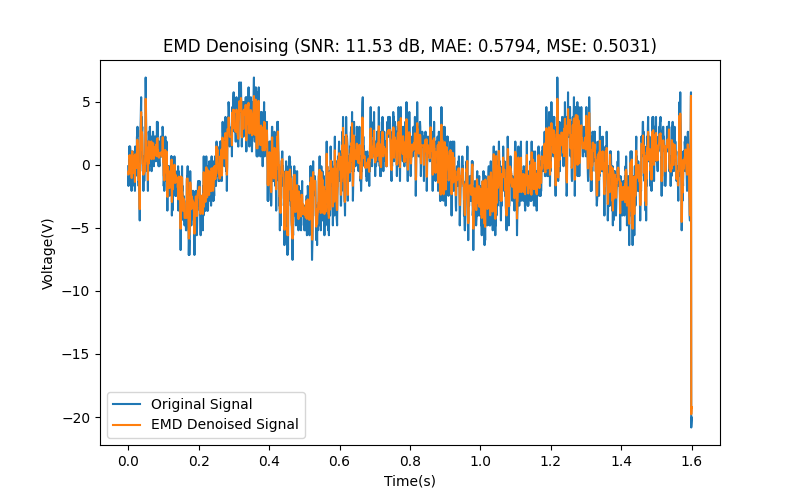 EMD Denoising (SNR: 11.53 dB, MAE: 0.5794, MSE: 0.5031)
Voltage(V)
5
0
−5
−10
−15
−20
Original Signal
EMD Denoised Signal
0.0 0.2 0.4 0.6 0.8 1.0 1.2 1.4 1.6
Time(s)